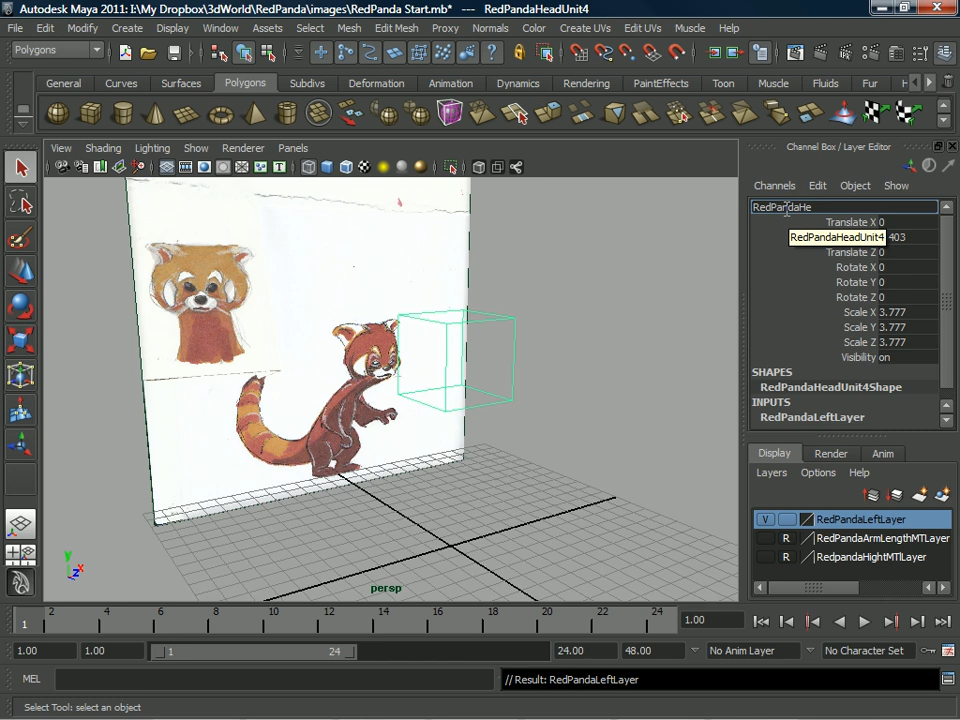 Autodesk Maya 2011: I:\My Dropbox\3dWorld\RedPanda\images\RedPanda Start.mb* --- RedPandaHeadUnit4
File Edit Modify Create Display Window Assets Select Mesh Edit Mesh Proxy Normals Color Create UVs Edit UVs Muscle Help
Polygons
General Curves Surfaces Polygons Subdivs Deformation Animation Dynamics Rendering PaintEffects Toon Muscle Fluids Fur H
View Shading Lighting Show Renderer Panels
Channel Box / Layer Editor
Channels Edit Object Show
RedPandaHe
Translate X 0
RedPandaHeadUnit4 403
Translate Z 0
Rotate X 0
Rotate Y 0
Rotate Z 0
Scale X 3.777
Scale Y 3.777
Scale Z 3.777
Visibility on
SHAPES
RedPandaHeadUnit4Shape
INPUTS
RedPandaLeftLayer
Display Render Anim
Layers Options Help
V RedPandaLeftLayer
R RedPandaArmLengthMTLayer
R RedpandaHightMTlLayer
y x z
persp
1 2 4 6 8 10 12 14 16 18 20 22 24
1.00
1.00 1.00 1 24 24.00 48.00 No Anim Layer No Character Set
MEL // Result: RedPandaLeftLayer
Select Tool: select an object